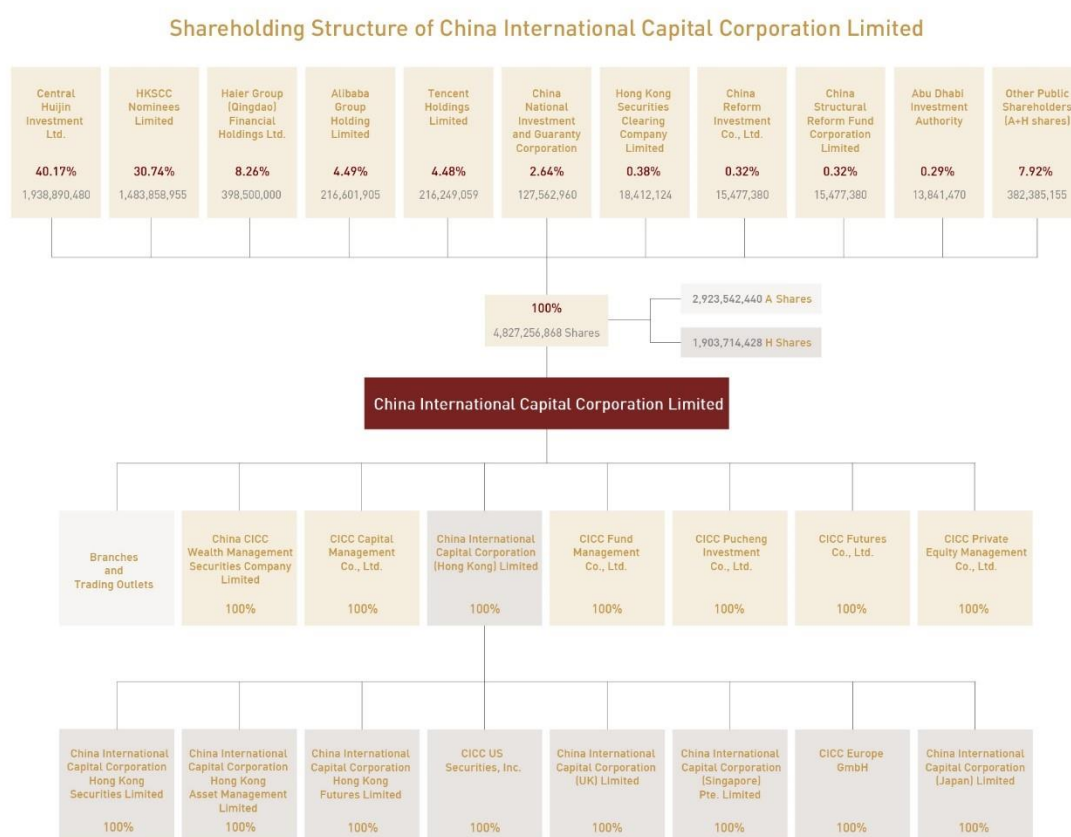 Shareholding Structure of China International Capital Corporation Limited
Central
Huijin
Investment
Ltd.
40.17%
1,938,890,480
HKSCC
Nominees
Limited
30.74%
1,483,858,955
Haier Group
(Qingdao)
Financial
Holdings Ltd.
8.26%
398,500,000
Alibaba
Group
Holding
Limited
4.49%
216,601,905
Tencent
Holdings
Limited
4.48%
216,249,059
China
National
Investment
and Guaranty
Corporation
2.64%
127,562,960
Hong Kong
Securities
Clearing
Company
Limited
0.38%
18,412,124
China
Reform
Investment
Co., Ltd.
0.32%
15,477,380
China
Structural
Reform Fund
Corporation
Limited
0.32%
15,477,380
Abu Dhabi
Investment
Authority
0.29%
13,841,470
Other Public
Shareholders
(A+H shares)
7.92%
382,385,155
100%
4,827,256,868 Shares
2,923,542,440 A Shares
1,903,714,428 H Shares
China International Capital Corporation Limited
Branches
and
Trading Outlets
China CICC
Wealth Management
Securities Company
Limited
100%
CICC Capital
Management
Co., Ltd.
100%
China International
Capital Corporation
(Hong Kong) Limited
100%
CICC Fund
Management
Co., Ltd.
100%
CICC Pucheng
Investment
Co., Ltd.
100%
CICC Futures
Co., Ltd.
100%
CICC Private
Equity Management
Co., Ltd.
100%
China International
Capital Corporation
Hong Kong
Securities Limited
100%
China International
Capital Corporation
Hong Kong
Asset Management
Limited
100%
China International
Capital Corporation
Hong Kong
Futures Limited
100%
CICC US
Securities, Inc.
100%
China International
Capital Corporation
(UK) Limited
100%
China International
Capital Corporation
(Singapore)
Pte. Limited
100%
CICC Europe
GmbH
100%
China International
Capital Corporation
(Japan) Limited
100%